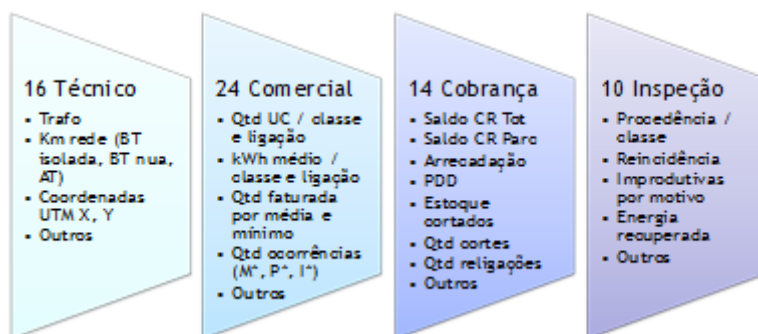 16 Técnico
▪ Trafo
▪ Km rede (BT
isolada, BT nua,
AT)
▪ Coordenadas
UTM X, Y
▪ Outros
24 Comercial
▪ Qtd UC / classe
e ligação
▪ kWh médio /
classe e ligação
▪ Qtd faturada
por média e
mínimo
▪ Qtd ocorrências
(M*, P*, I*)
▪ Outros
14 Cobrança
▪ Saldo CR Tot
▪ Saldo CR Parc
▪ Arrecadação
▪ PDD
▪ Estoque
cortados
▪ Qtd cortes
▪ Qtd religações
▪ Outros
10 Inspeção
▪ Procedência /
classe
▪ Reincidência
▪ Improdutivas
por motivo
▪ Energia
recuperada
▪ Outros